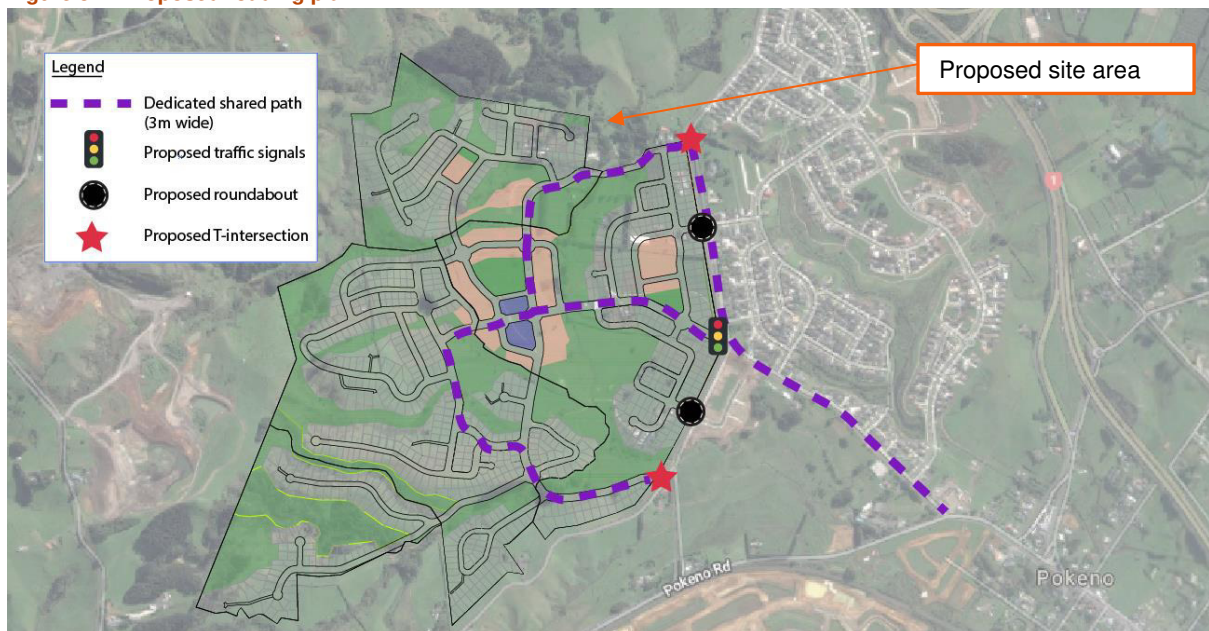 Legend
Dedicated shared path
(3m wide)
Proposed traffic signals
Proposed roundabout
Proposed T-intersection
Proposed site area
1
Pokeno Rd
Pokeno